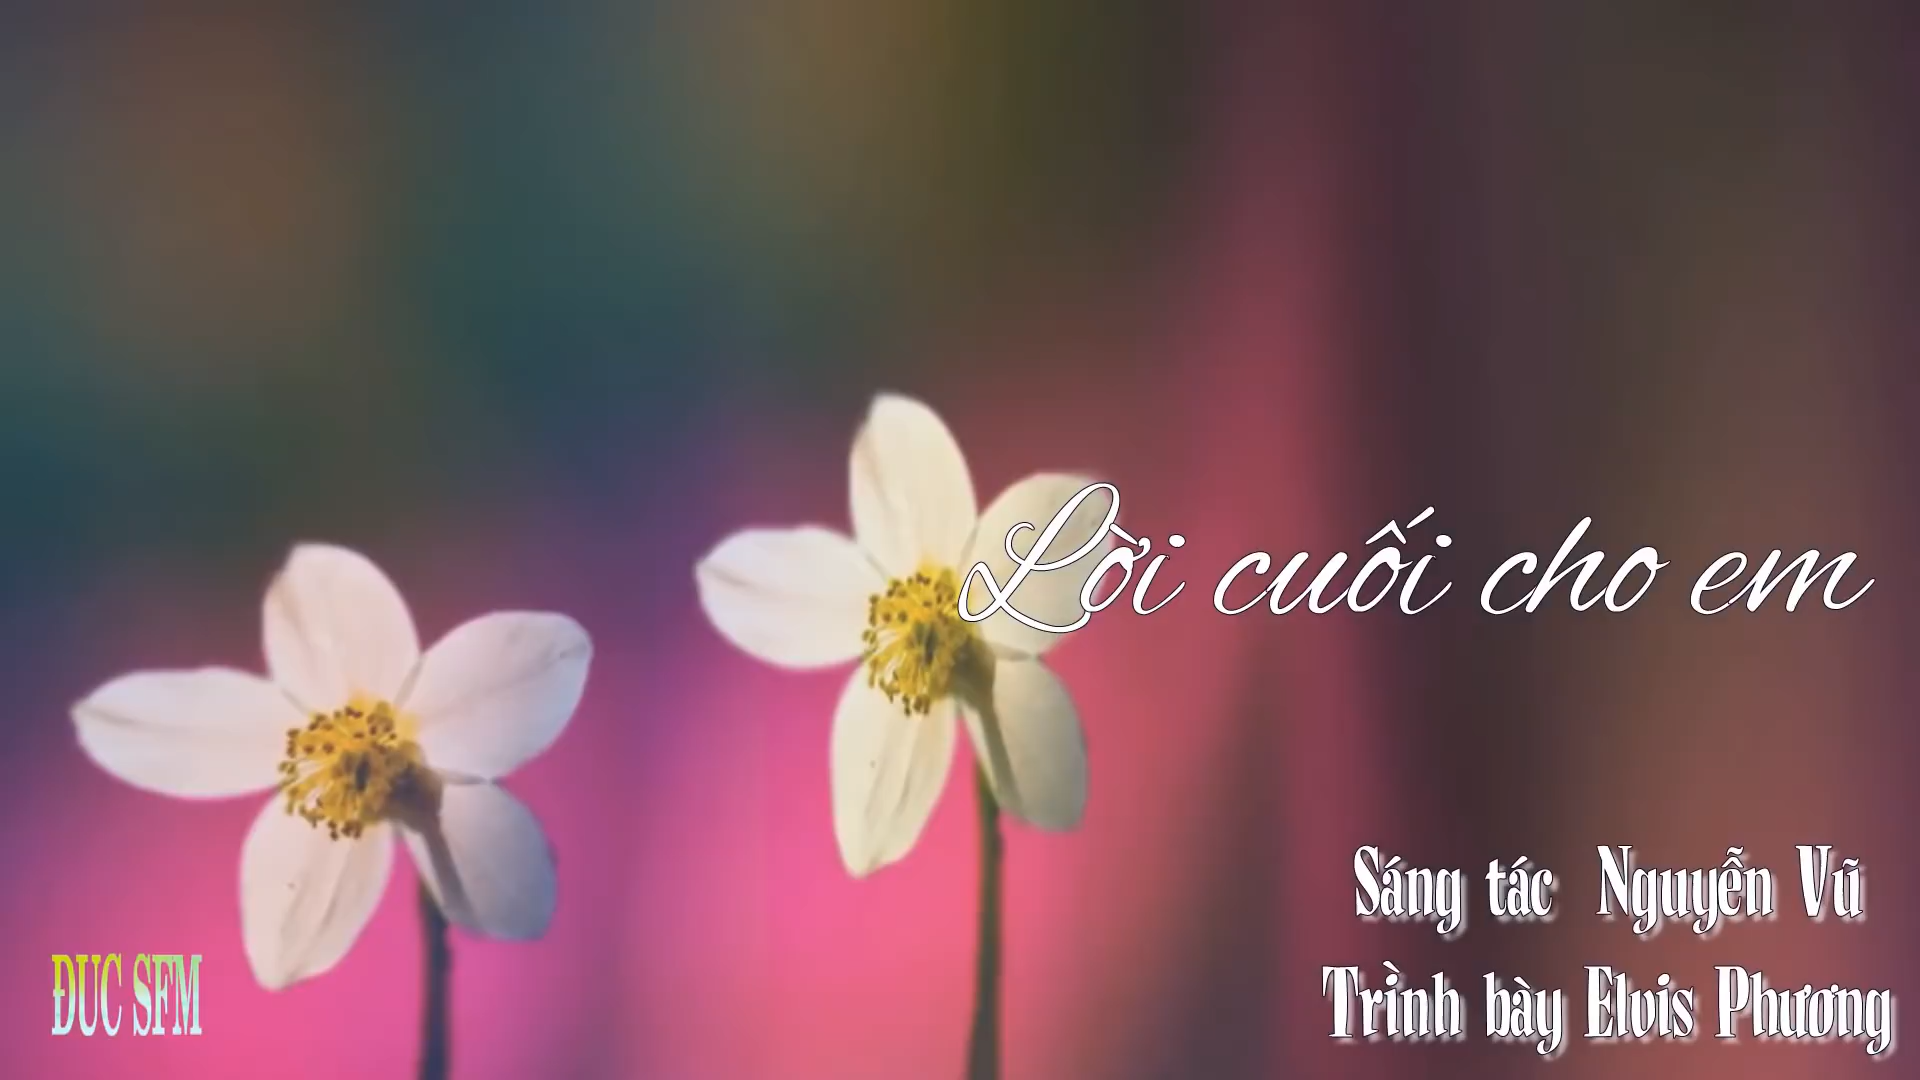 Lời cuối cho em
Sáng tác Nguyễn Vũ
Trình bày Elvis Phương
ĐUC SFM